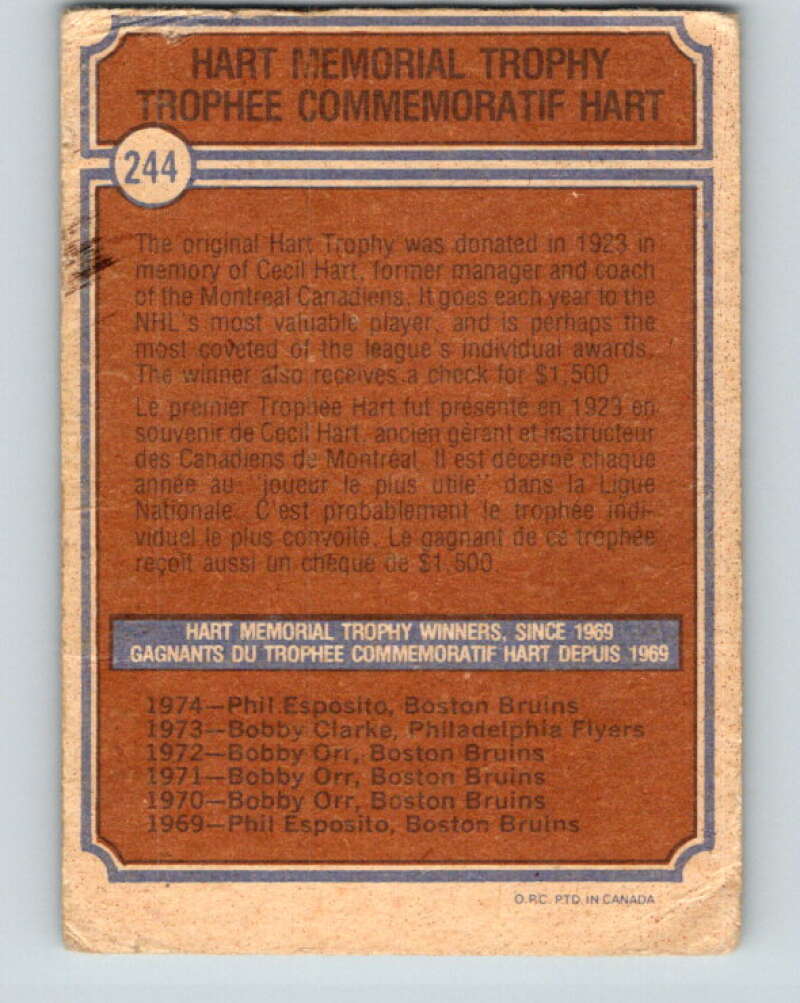 HART MEMORIAL TROPHY
TROPHEE COMMEMORATIF HART
244
The original Hart Trophy was donated in 1923 in
memory of Cecil Hart, former manager and coach
of the Montreal Canadiens. It goes each year to the
NHL's most valuable player, and is perhaps the
most coveted of the league's individual awards.
The winner also receives a check for $1,500.
Le premier Trophée Hart fut présenté en 1923 en
souvenir de Cecil Hart, ancien gérant et instructeur
des Canadiens de Montréal. Il est décerné chaque
année au "joueur le plus utile" dans la Ligue
Nationale. C'est probablement le trophée indi-
viduel le plus convoité. Le gagnant de ce trophée
reçoit aussi un chèque de $1,500.
HART MEMORIAL TROPHY WINNERS, SINCE 1969
GAGNANTS DU TROPHEE COMMEMORATIF HART DEPUIS 1969
1974—Phil Esposito, Boston Bruins
1973—Bobby Clarke, Philadelphia Flyers
1972—Bobby Orr, Boston Bruins
1971—Bobby Orr, Boston Bruins
1970—Bobby Orr, Boston Bruins
1969—Phil Esposito, Boston Bruins
O.P.C. PTD. IN CANADA